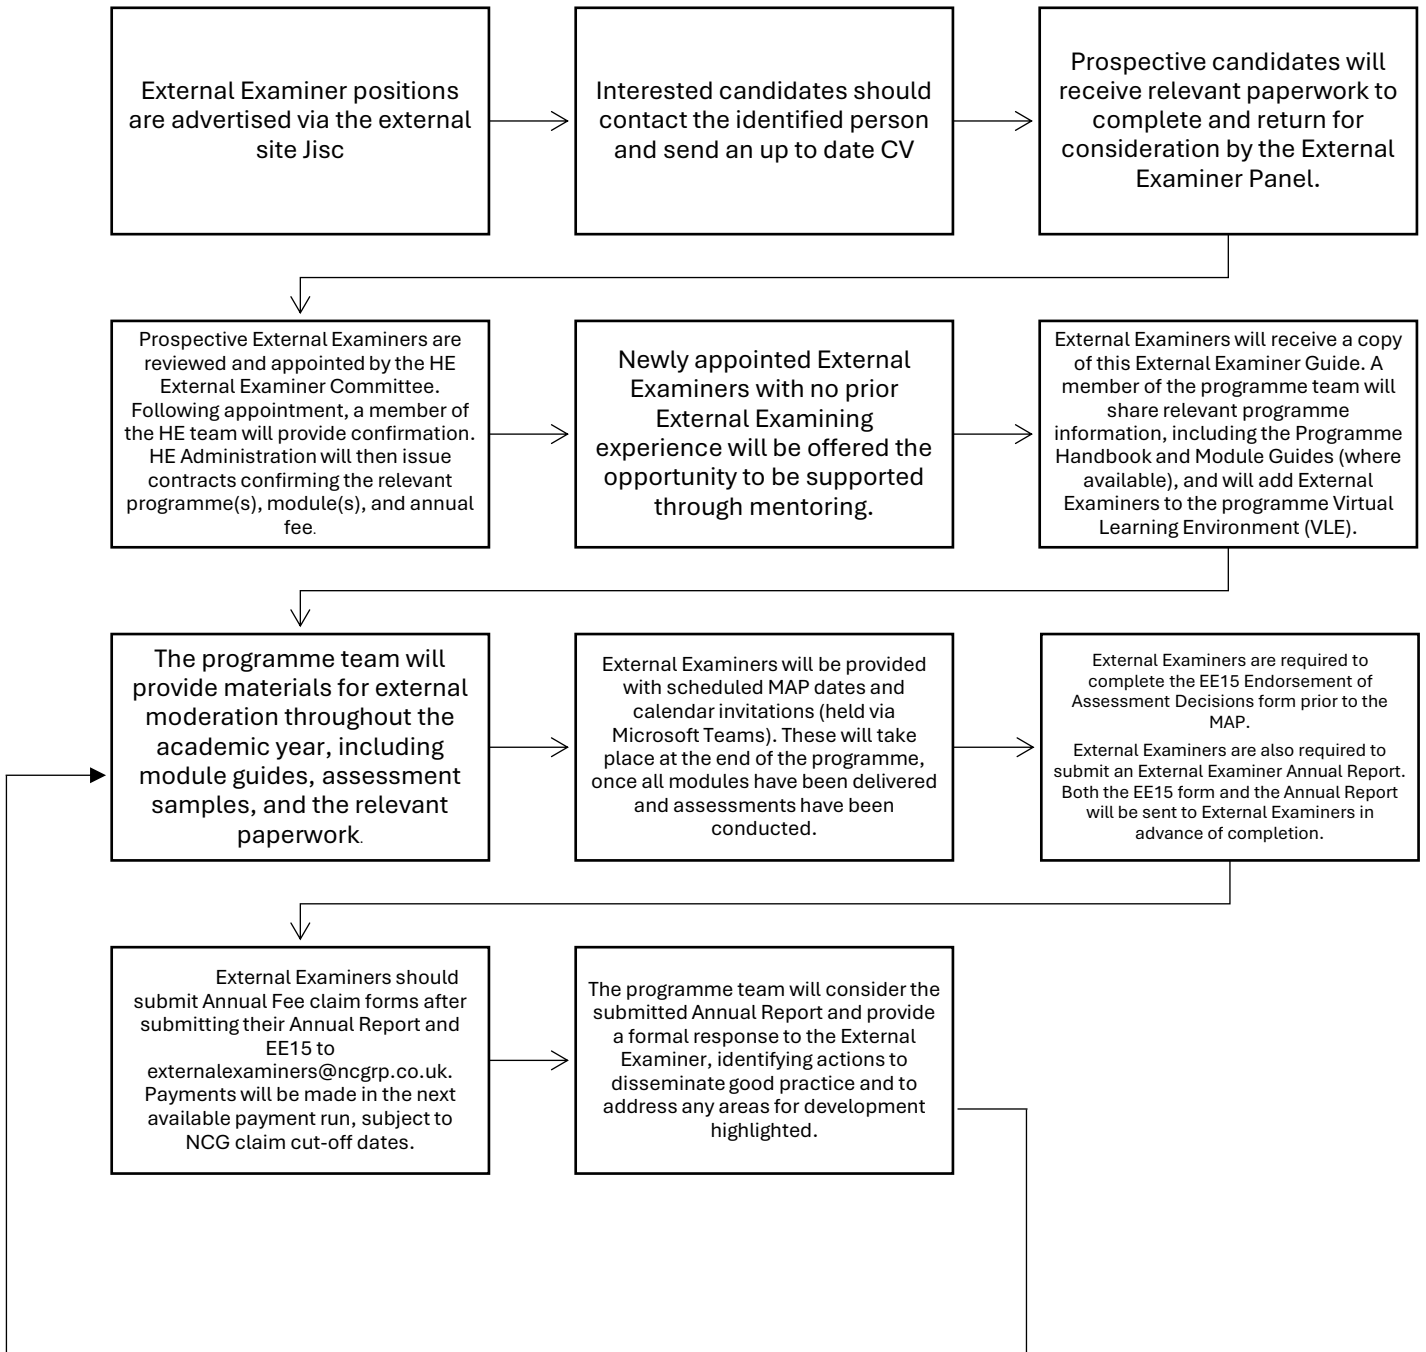 External Examiner positions
are advertised via the external
site Jisc
Interested candidates should
contact the identified person
and send an up to date CV
Prospective candidates will
receive relevant paperwork to
complete and return for
consideration by the External
Examiner Panel.
Prospective External Examiners are
reviewed and appointed by the HE
External Examiner Committee.
Following appointment, a member of
the HE team will provide confirmation.
HE Administration will then issue
contracts confirming the relevant
programme(s), module(s), and annual
fee.
Newly appointed External
Examiners with no prior
External Examining
experience will be offered the
opportunity to be supported
through mentoring.
External Examiners will receive a copy
of this External Examiner Guide. A
member of the programme team will
share relevant programme
information, including the Programme
Handbook and Module Guides (where
available), and will add External
Examiners to the programme Virtual
Learning Environment (VLE).
The programme team will
provide materials for external
moderation throughout the
academic year, including
module guides, assessment
samples, and the relevant
paperwork.
External Examiners will be provided
with scheduled MAP dates and
calendar invitations (held via
Microsoft Teams). These will take
place at the end of the programme,
once all modules have been delivered
and assessments have been
conducted.
External Examiners are required to
complete the EE15 Endorsement of
Assessment Decisions form prior to the
MAP.
External Examiners are also required to
submit an External Examiner Annual Report.
Both the EE15 form and the Annual Report
will be sent to External Examiners in
advance of completion.
External Examiners should
submit Annual Fee claim forms after
submitting their Annual Report and
EE15 to
externalexaminers@ncgrp.co.uk.
Payments will be made in the next
available payment run, subject to
NCG claim cut-off dates.
The programme team will consider the
submitted Annual Report and provide
a formal response to the External
Examiner, identifying actions to
disseminate good practice and to
address any areas for development
highlighted.